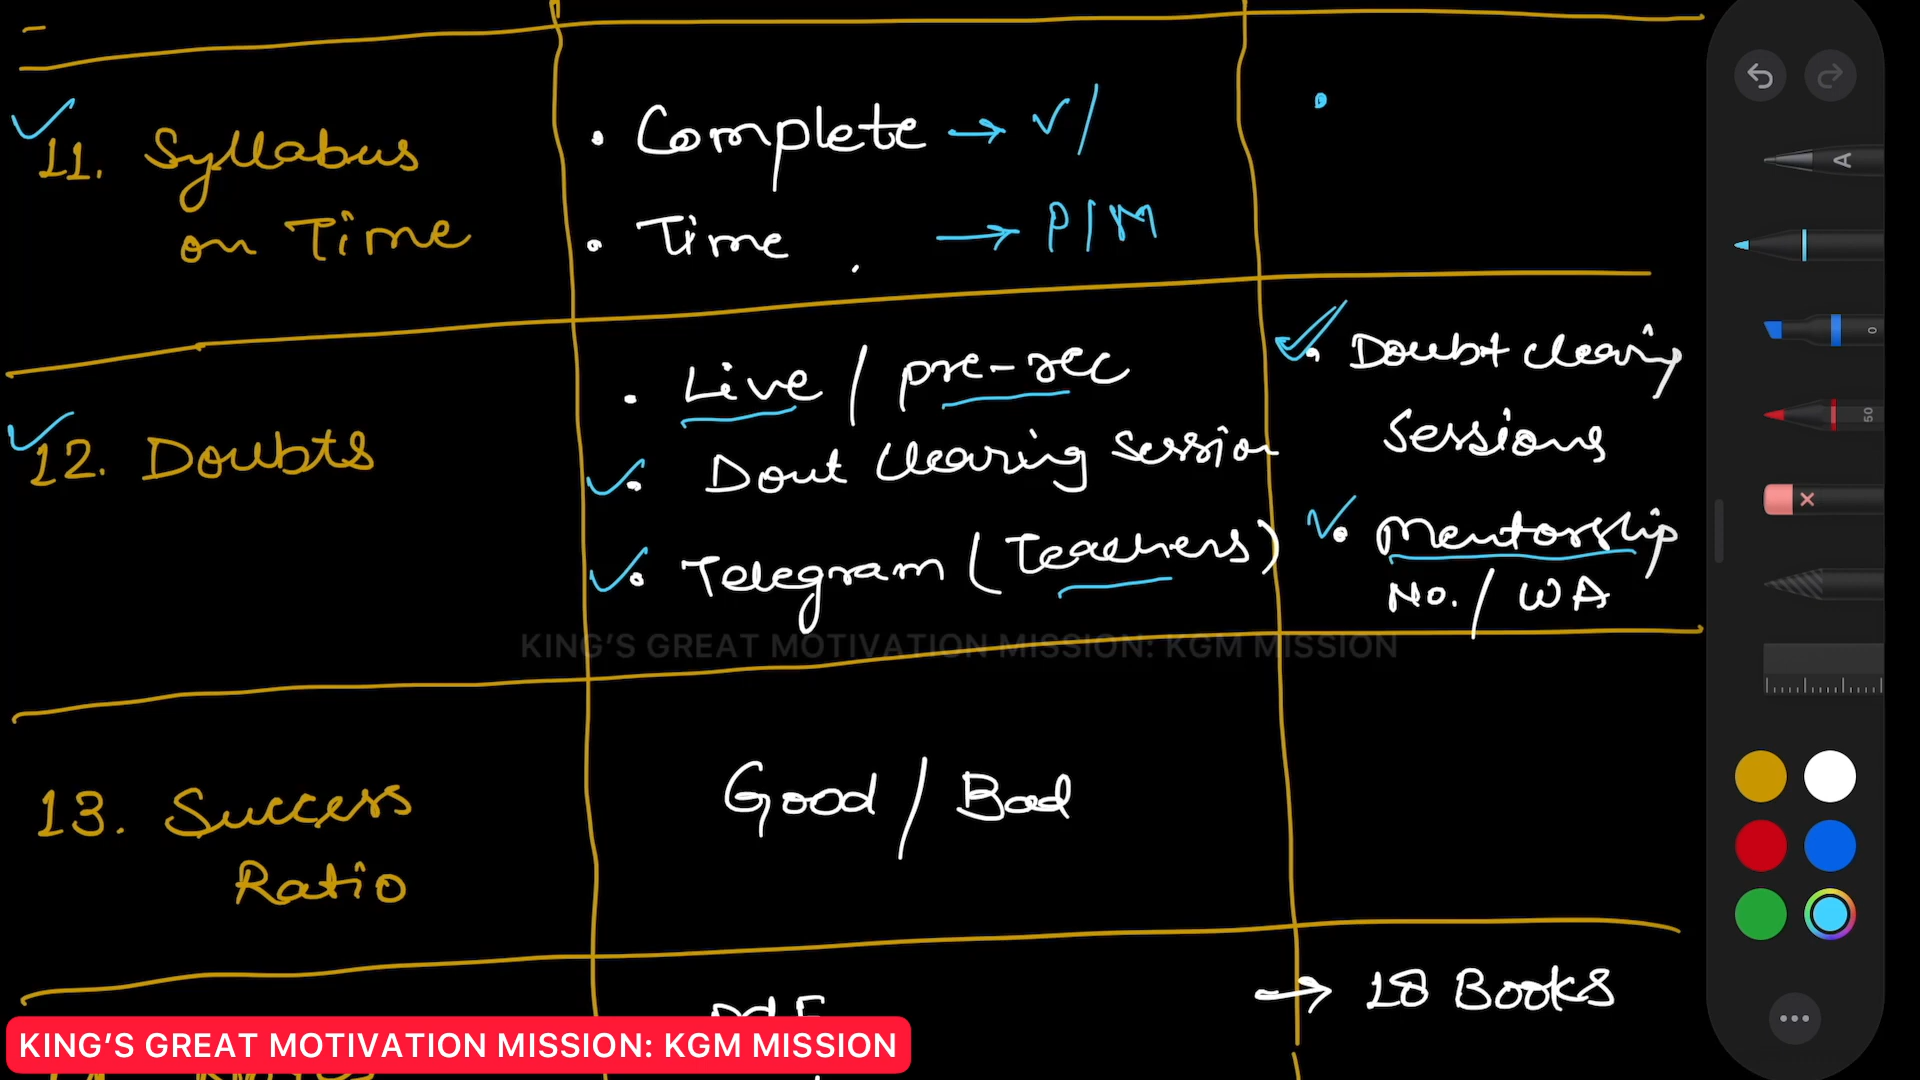 11. Syllabus
on Time
• Complete → ✓/
• Time → P/M
•
12. Doubts
• Live / pre-rec
• Dout clearing session
• Telegram (Teachers)
• Doubt clearing
Sessions
• Mentorship
No. / WA
KING'S GREAT MOTIVATION MISSION: KGM MISSION
13. Success
Ratio
Good / Bad
→ 18 Books
KING'S GREAT MOTIVATION MISSION: KGM MISSION
A
0
50